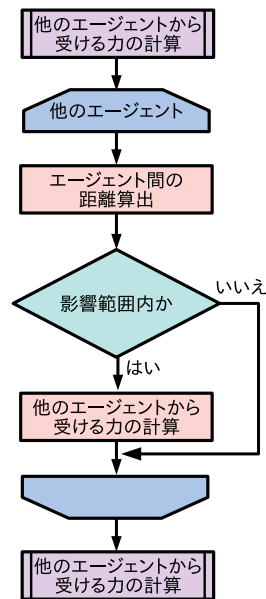 他のエージェントから
受ける力の計算
他のエージェント
エージェント間の
距離算出
影響範囲内か
いいえ
はい
他のエージェントから
受ける力の計算
他のエージェントから
受ける力の計算